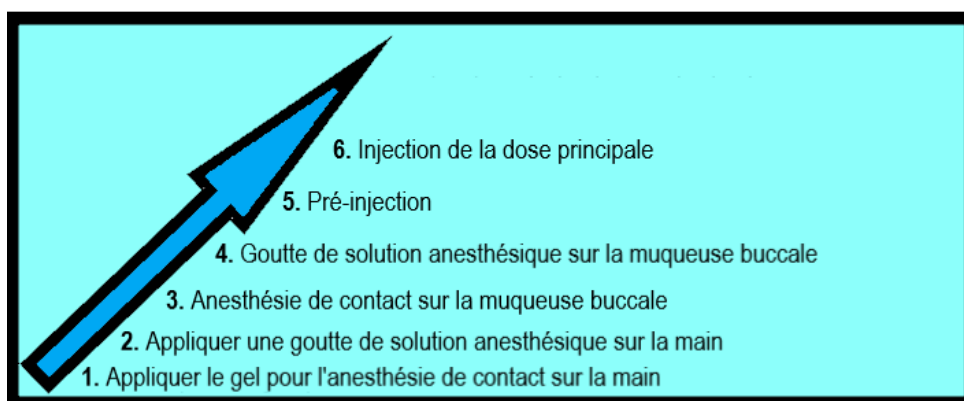 6. Injection de la dose principale
5. Pré-injection
4. Goutte de solution anesthésique sur la muqueuse buccale
3. Anesthésie de contact sur la muqueuse buccale
2. Appliquer une goutte de solution anesthésique sur la main
1. Appliquer le gel pour l'anesthésie de contact sur la main